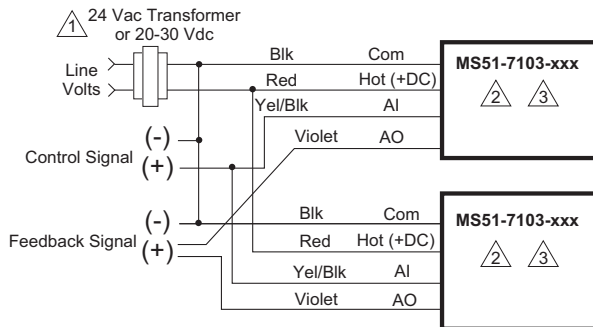 1
24 Vac Transformer
or 20-30 Vdc
Line
Volts
Blk Com
Red Hot (+DC)
Yel/Blk AI
Violet AO
MS51-7103-xxx
2 3
Control Signal
(-)
(+)
Feedback Signal
(-)
(+)
Blk Com
Red Hot (+DC)
Yel/Blk AI
Violet AO
MS51-7103-xxx
2 3